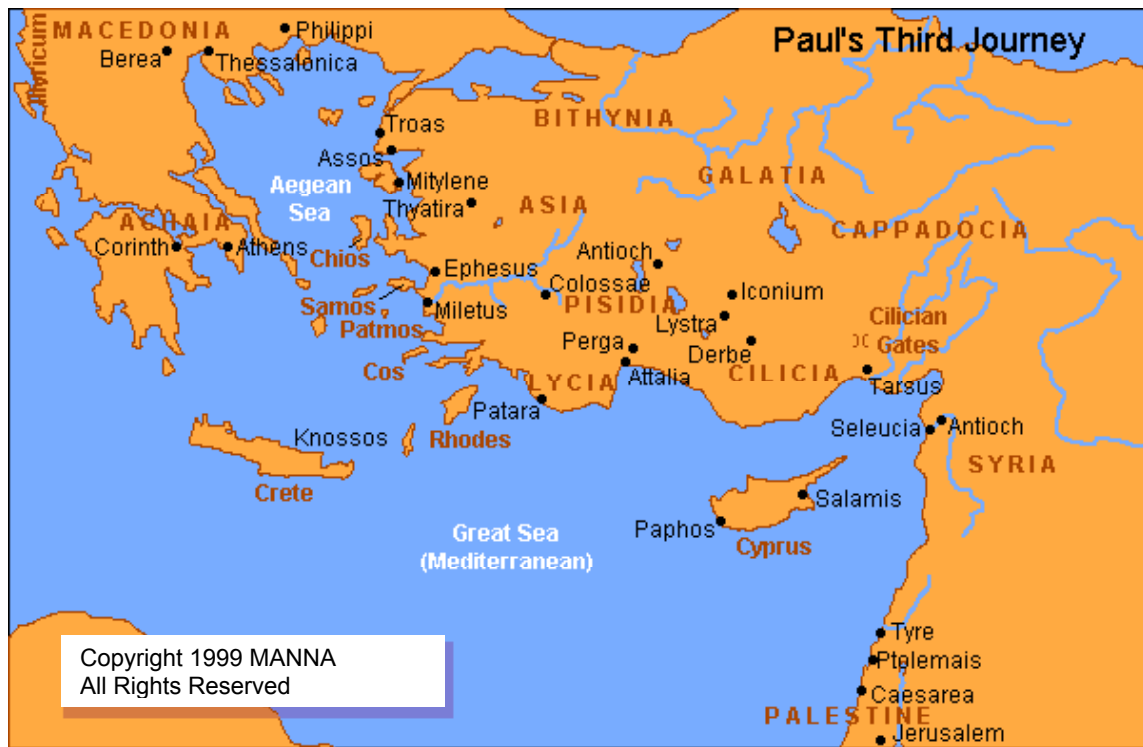 Paul's Third Journey
MACEDONIA
Philippi
Berea
Thessalonica
Illyricum
BITHYNIA
Troas
Assos
GALATIA
Aegean
Sea
Mitylene
Thyatira
ASIA
ACHAIA
CAPPADOCIA
Corinth
Athens
Chios
Antioch
Ephesus
Colossae
Iconium
Samos
Miletus
PISIDIA
Patmos
Lystra
Cilician
Gates
Perga
Derbe
Cos
LYCIA
Attalia
CILICIA
Tarsus
Patara
Knossos
Rhodes
Seleucia
Antioch
SYRIA
Crete
Salamis
Great Sea
(Mediterranean)
Paphos
Cyprus
Tyre
Ptolemais
Caesarea
PALESTINE
Jerusalem
Copyright 1999 MANNA
All Rights Reserved